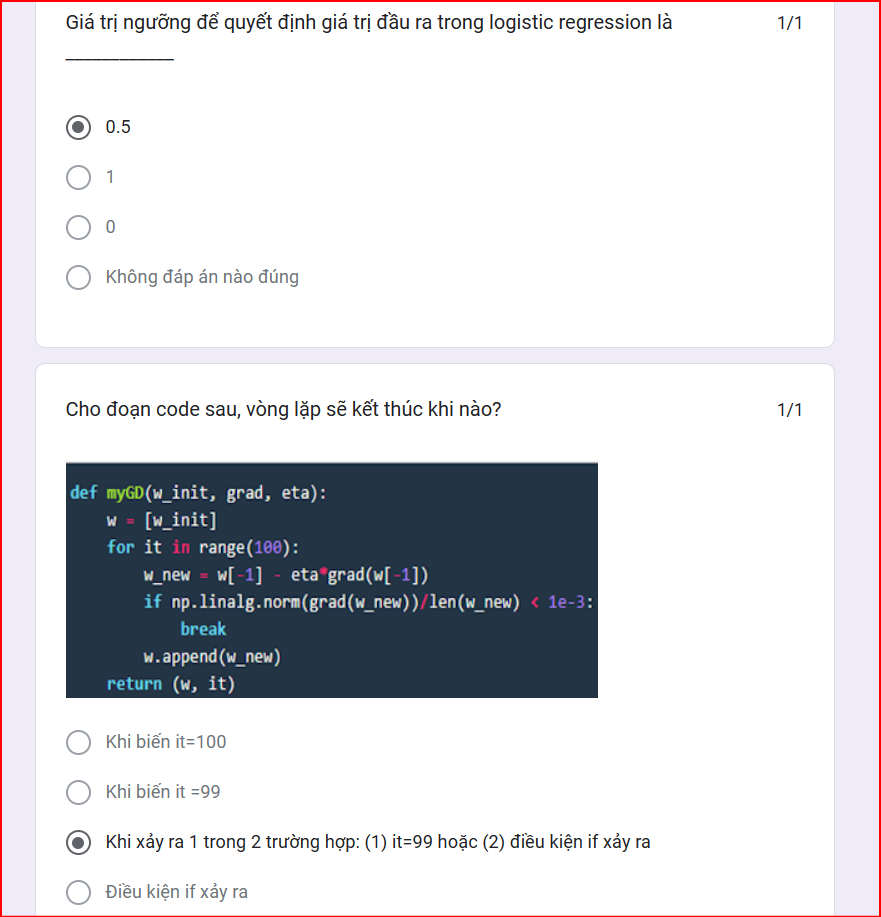 Giá trị ngưỡng để quyết định giá trị đầu ra trong logistic regression là
____________
1/1
0.5
1
0
Không đáp án nào đúng
Cho đoạn code sau, vòng lặp sẽ kết thúc khi nào?
1/1
def myGD(w_init, grad, eta):
    w = [w_init]
    for it in range(100):
        w_new = w[-1] - eta*grad(w[-1])
        if np.linalg.norm(grad(w_new))/len(w_new) < 1e-3:
            break
        w.append(w_new)
    return (w, it)
Khi biến it=100
Khi biến it =99
Khi xảy ra 1 trong 2 trường hợp: (1) it=99 hoặc (2) điều kiện if xảy ra
Điều kiện if xảy ra